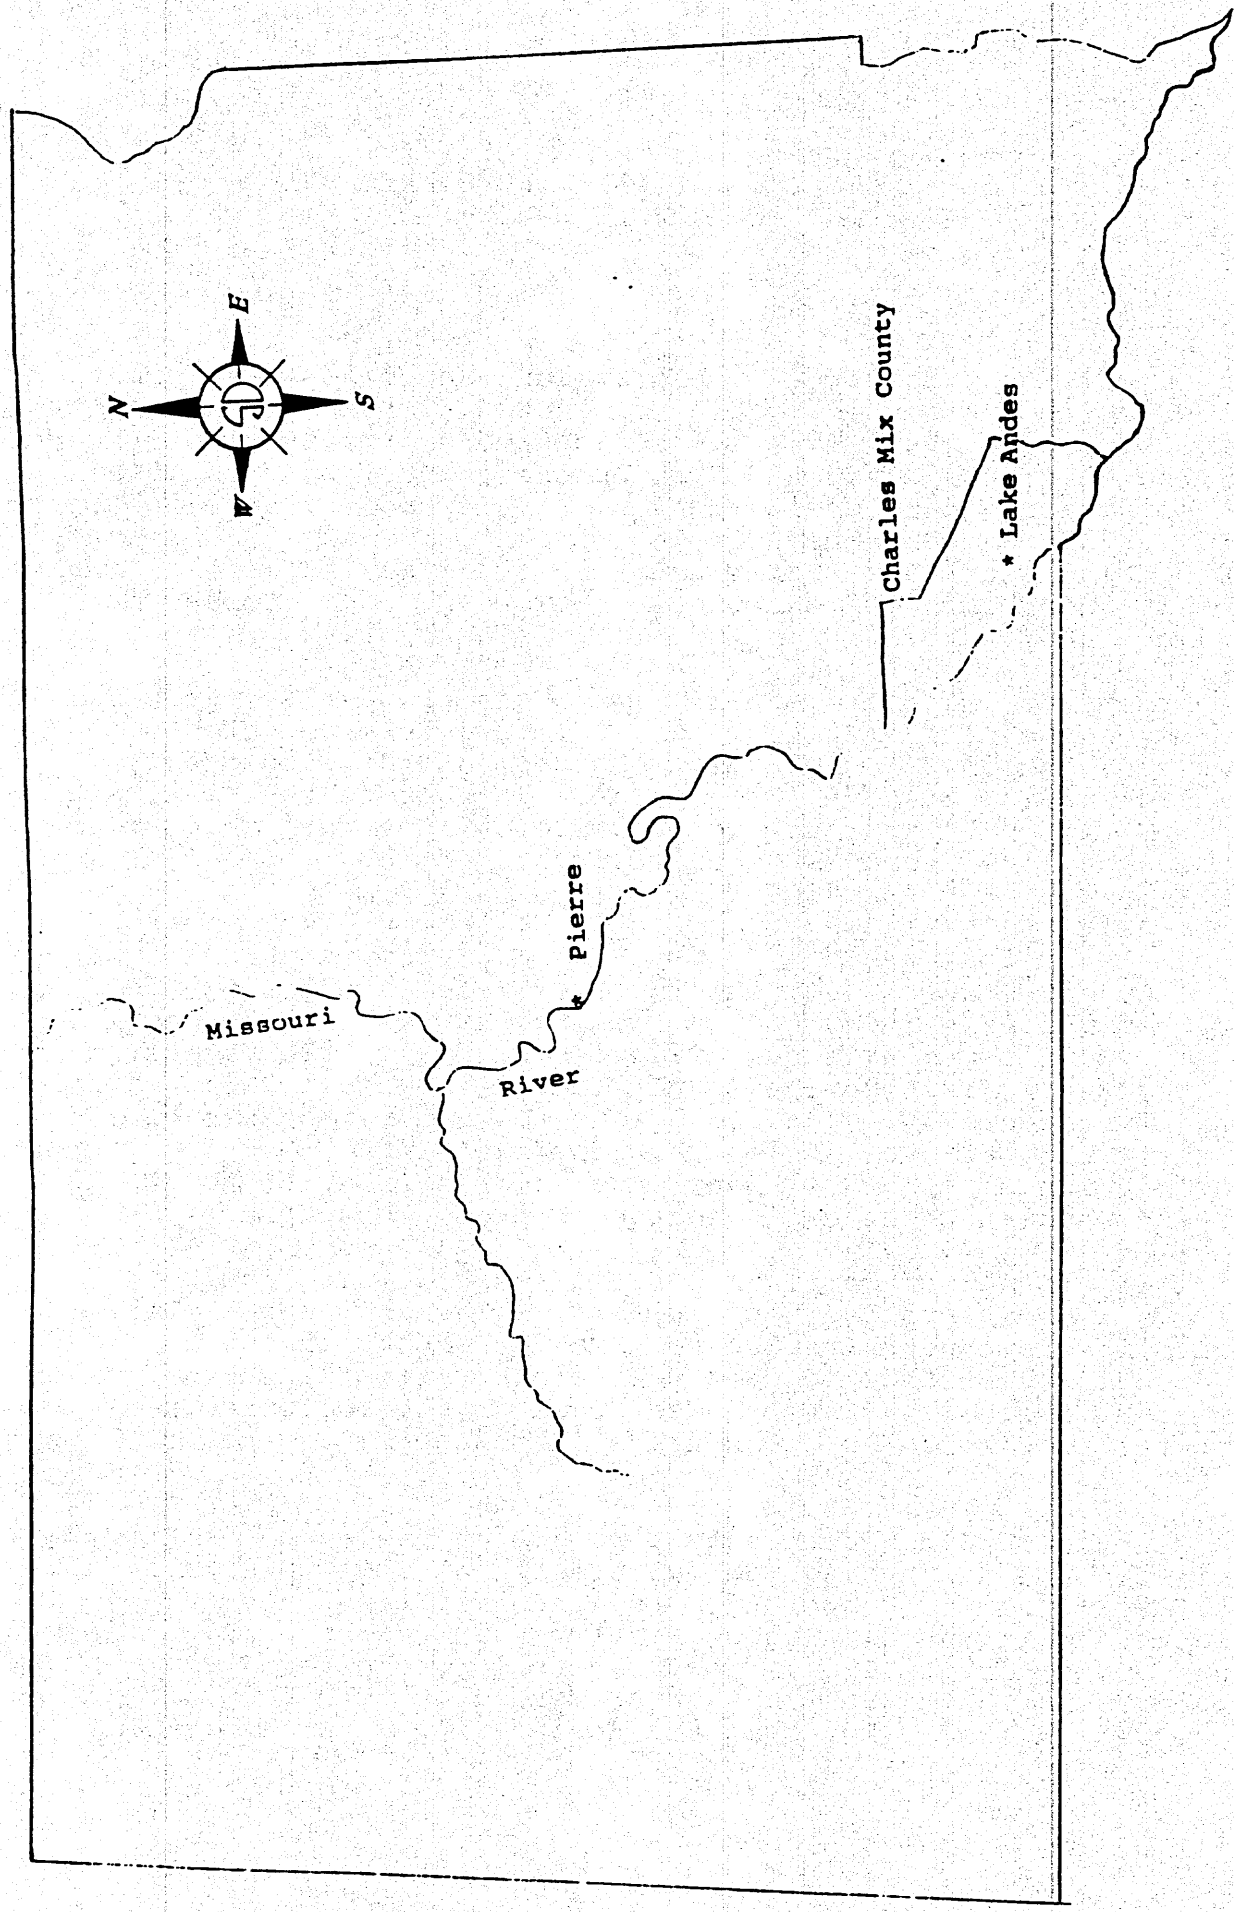 N
W
E
S
Missouri
River
* Pierre
Charles Mix County
* Lake Andes